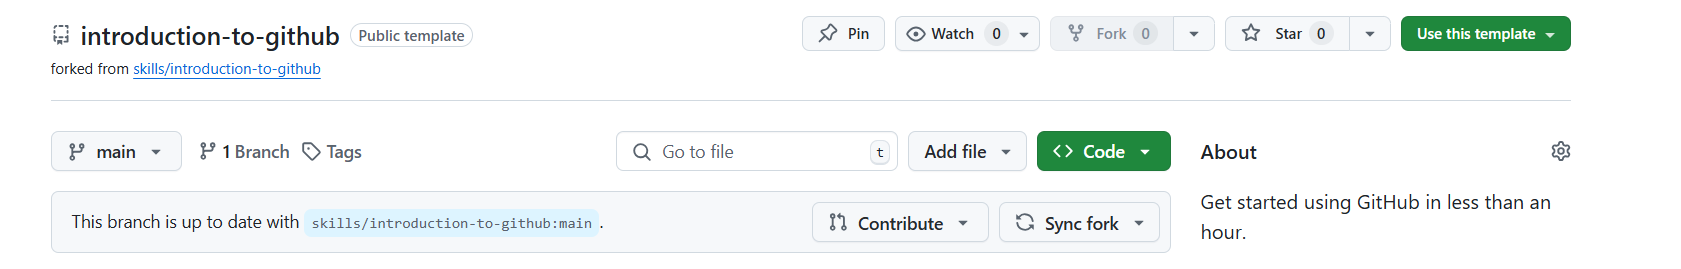 introduction-to-github Public template Pin Watch 0 Fork 0 Star 0 Use this template
forked from skills/introduction-to-github
main 1 Branch Tags Go to file t Add file Code About
This branch is up to date with skills/introduction-to-github:main. Contribute Sync fork
Get started using GitHub in less than an
hour.